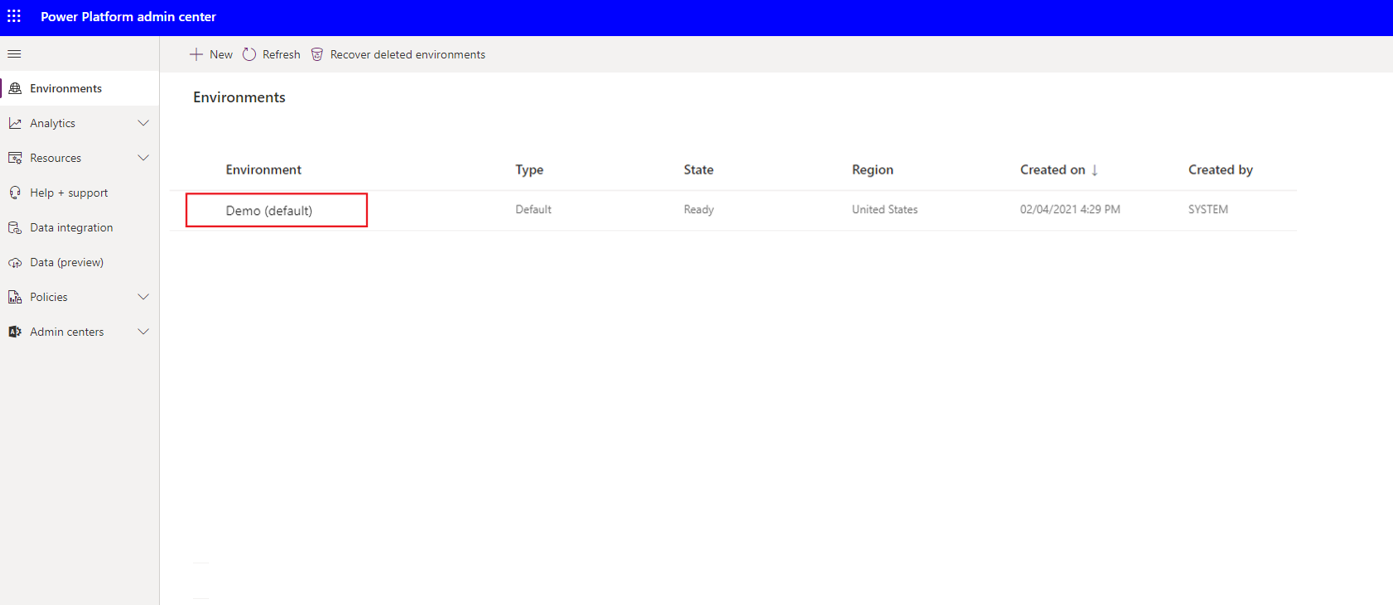 Power Platform admin center
New Refresh Recover deleted environments
Environments
Analytics
Resources
Help + support
Data integration
Data (preview)
Policies
Admin centers
Environments
Environment Type State Region Created on ↓ Created by
Demo (default) Default Ready United States 02/04/2021 4:29 PM SYSTEM